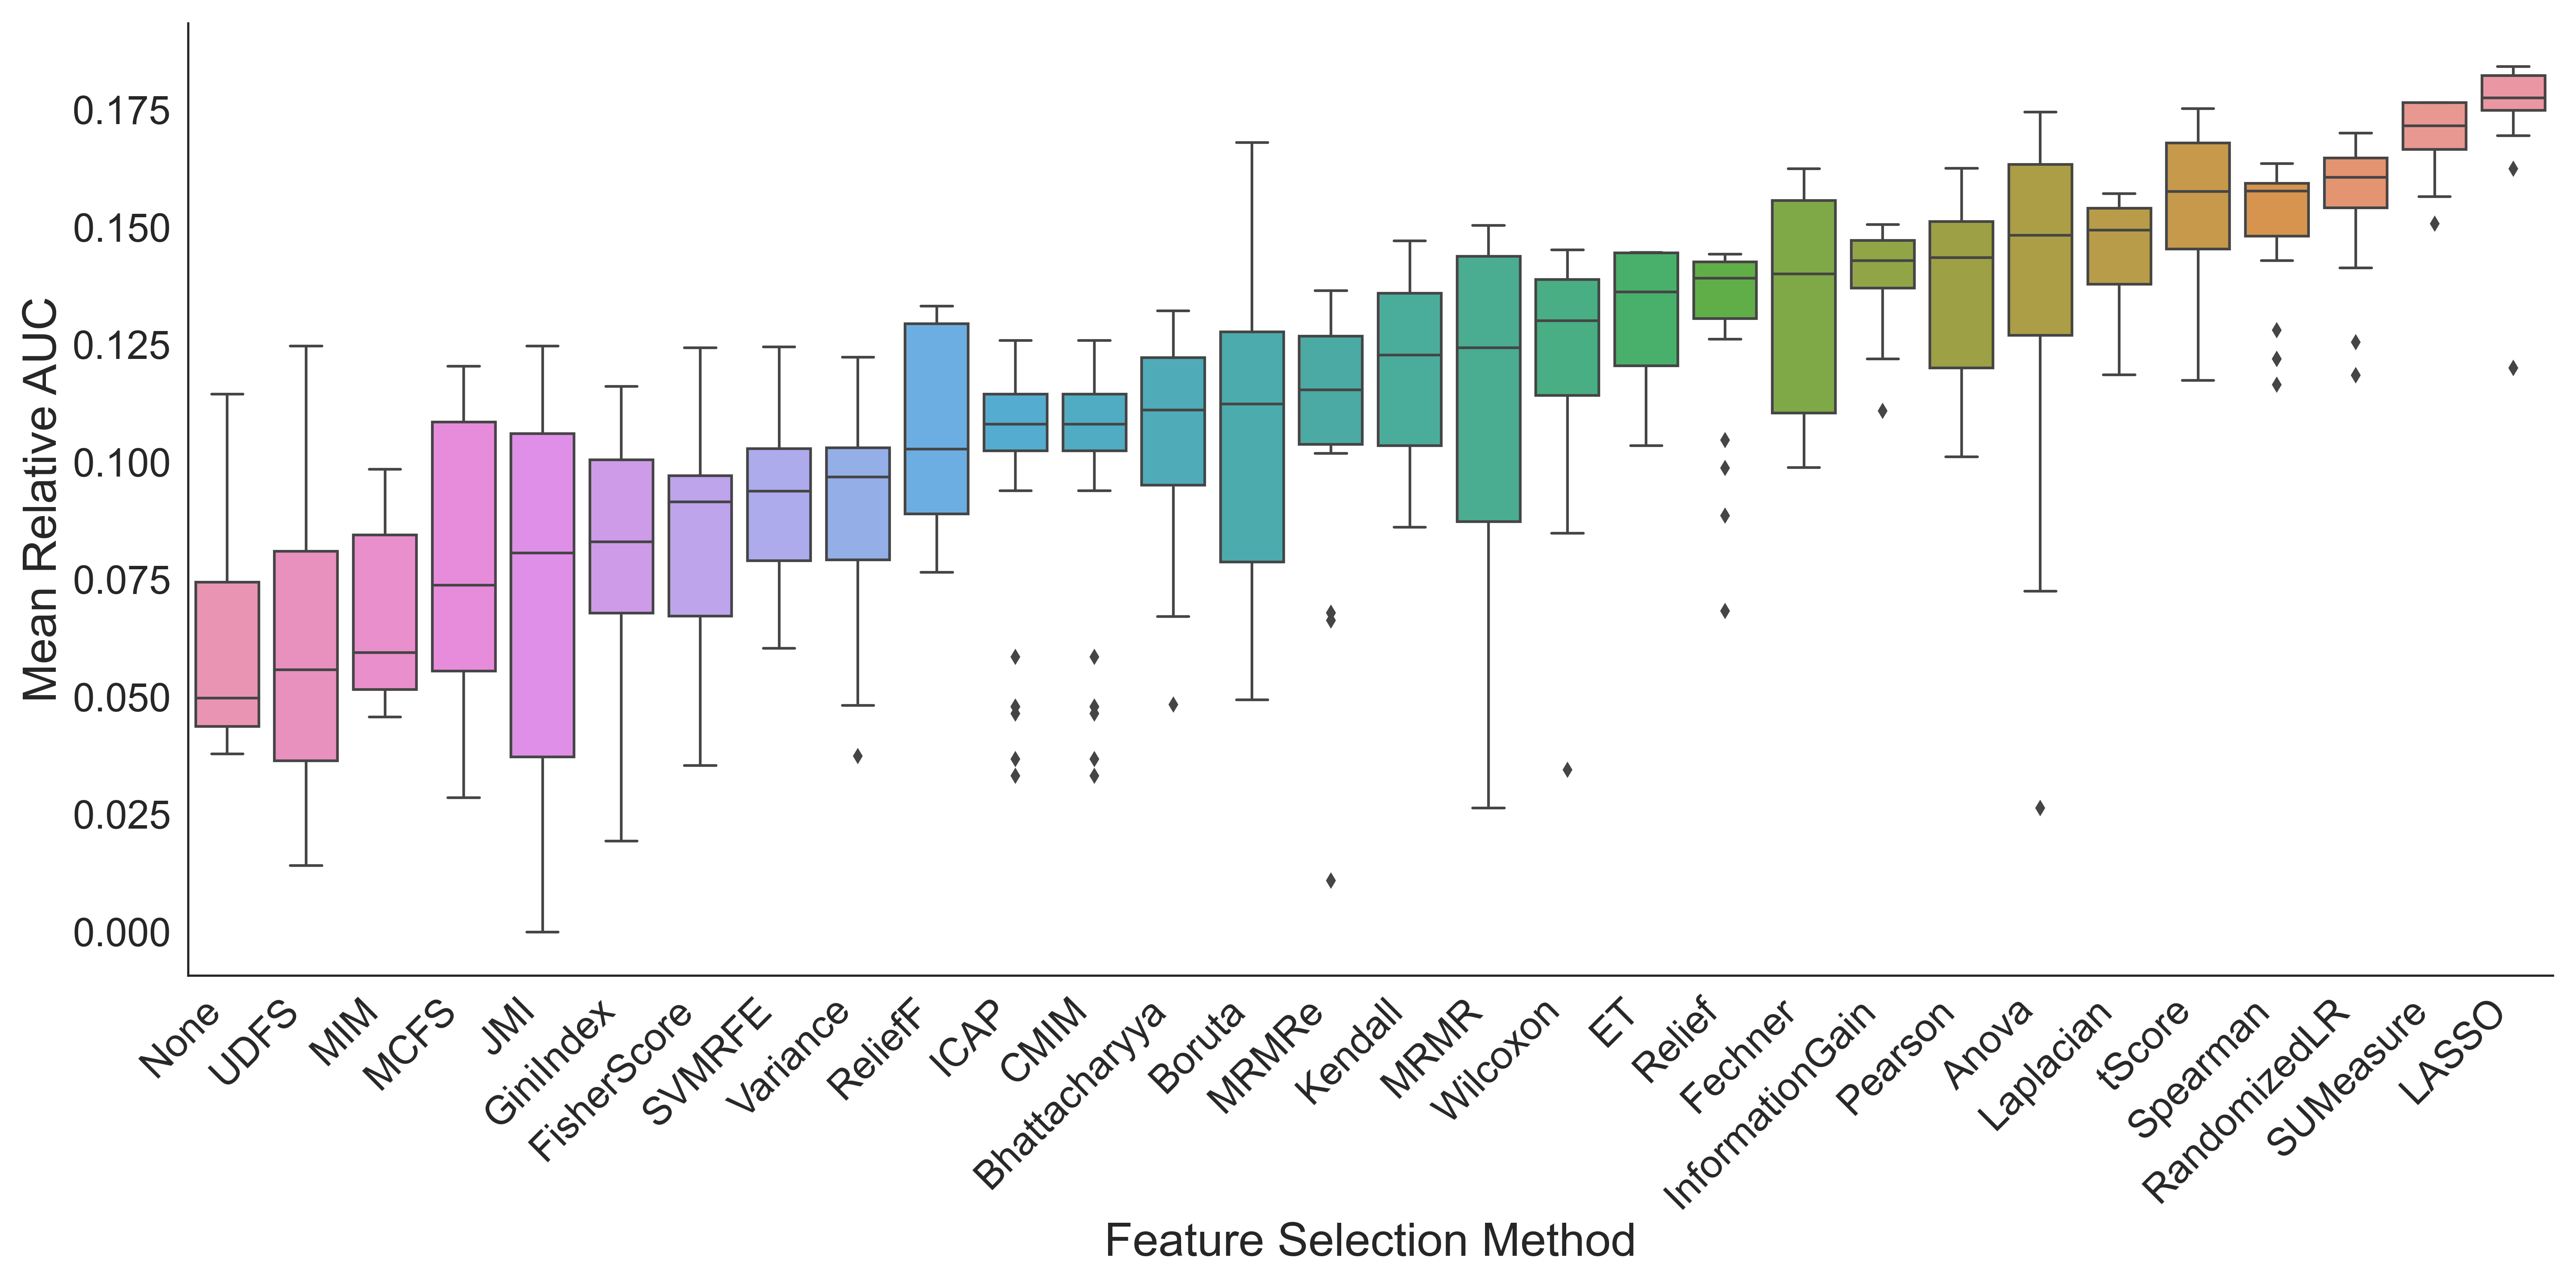 Mean Relative AUC
0.175
0.150
0.125
0.100
0.075
0.050
0.025
0.000
None
UDFS
MIM
MCFS
JMI
GiniIndex
FisherScore
SVMRFE
Variance
ReliefF
ICAP
CMIM
Bhattacharyya
Boruta
MRMRe
Kendall
MRMR
Wilcoxon
ET
Relief
Fechner
InformationGain
Pearson
Anova
Laplacian
tScore
Spearman
RandomizedLR
SUMeasure
LASSO
Feature Selection Method